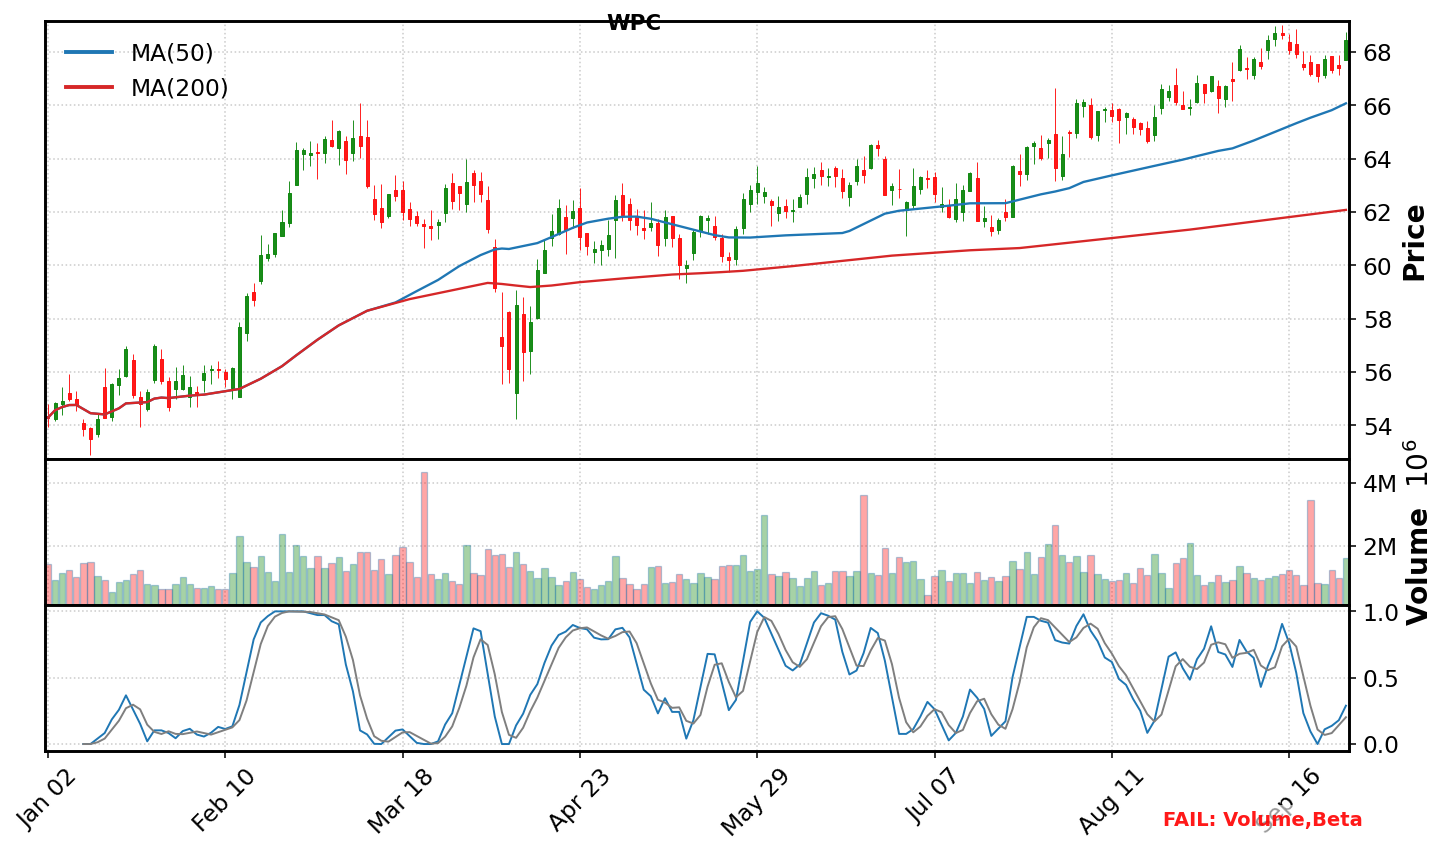 WPC
MA(50)
MA(200)
68
66
64
62
60
58
56
54
Price
4M
2M
Volume 10^6
1.0
0.5
0.0
Jan 02
Feb 10
Mar 18
Apr 23
May 29
Jul 07
Aug 11
Sep 16
FAIL: Volume,Beta